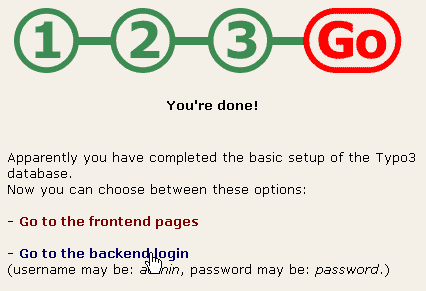 1 2 3 Go
You're done!
Apparently you have completed the basic setup of the Typo3
database.
Now you can choose between these options:
- Go to the frontend pages
- Go to the backend login
(username may be: admin, password may be: password.)